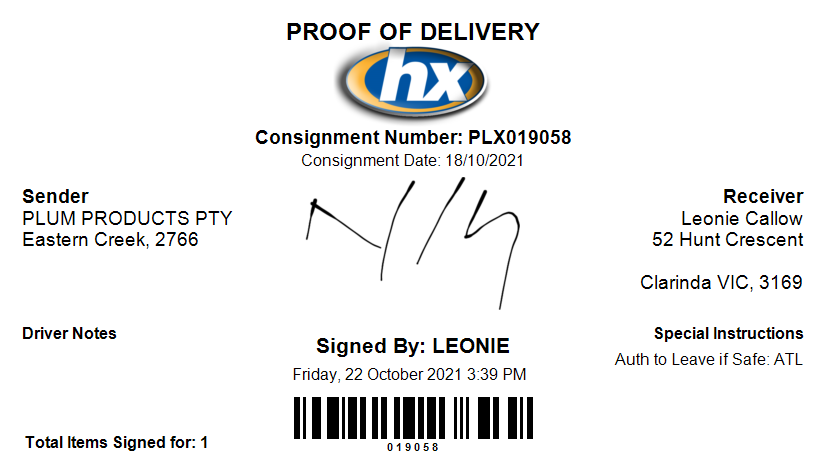 PROOF OF DELIVERY
hx
Consignment Number: PLX019058
Consignment Date: 18/10/2021
Sender
PLUM PRODUCTS PTY
Eastern Creek, 2766
Receiver
Leonie Callow
52 Hunt Crescent
Clarinda VIC, 3169
Driver Notes
Signed By: LEONIE
Friday, 22 October 2021 3:39 PM
Special Instructions
Auth to Leave if Safe: ATL
019058
Total Items Signed for: 1